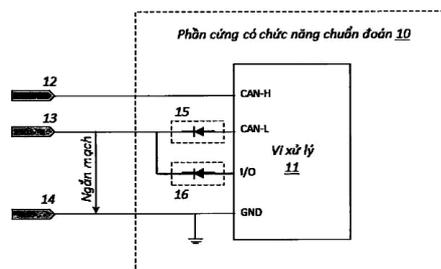 Phần cứng có chức năng chuẩn đoán 10
12
CAN-H
13
15
CAN-L
Vi xử lý
11
Ngắn mạch
I/O
16
14
GND